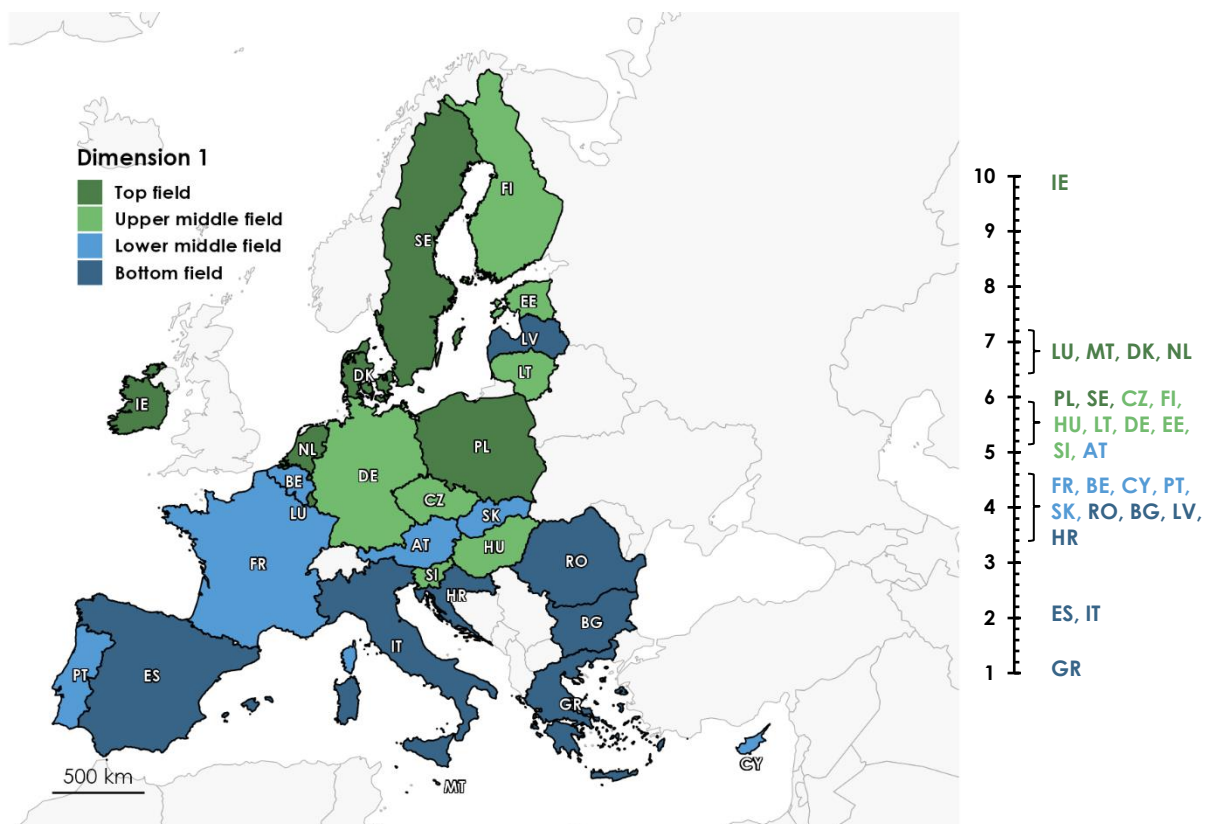 Dimension 1
Top field
Upper middle field
Lower middle field
Bottom field
FI
SE
EE
LV
LT
DK
IE
NL
PL
DE
BE
CZ
LU
SK
AT
HU
FR
SI
RO
HR
BG
IT
PT
ES
GR
CY
MT
500 km
10
IE
9
8
7
LU, MT, DK, NL
6
PL, SE, CZ, FI,
HU, LT, DE, EE,
5
SI, AT
FR, BE, CY, PT,
4
SK, RO, BG, LV,
HR
3
2
ES, IT
1
GR